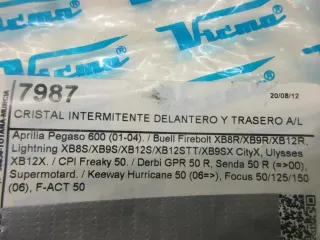 Vicma
Vicma
7987
20/08/12
CRISTAL INTERMITENTE DELANTERO Y TRASERO A/L
Aprilia Pegaso 600 (01-04). / Buell Firebolt XB8R/XB9R/XB12R,
Lightning XB8S/XB9S/XB12S/XB12STT/XB9SX CityX, Ulysses
XB12X. / CPI Freaky 50. / Derbi GPR 50 R, Senda 50 R (=>00),
Supermotard. / Keeway Hurricane 50 (06=>), Focus 50/125/150
(06), F-ACT 50